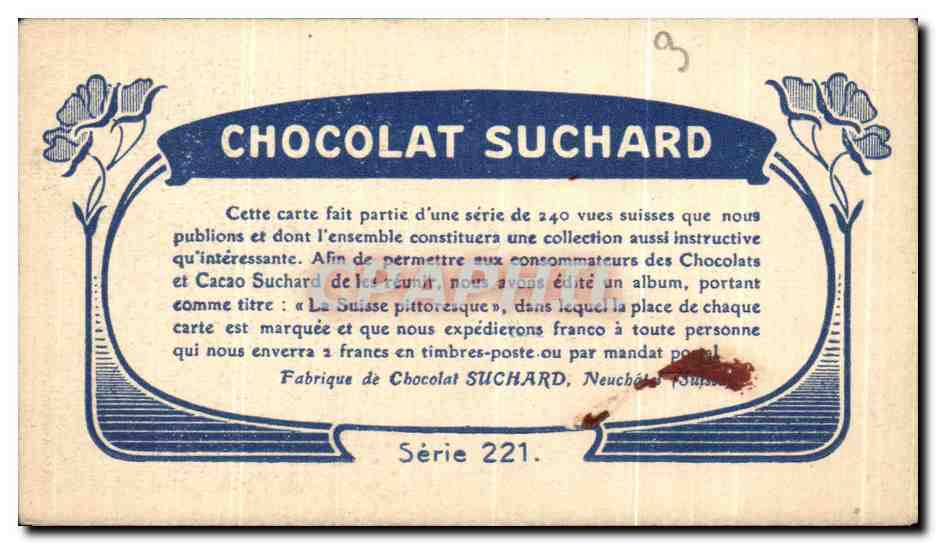 CHOCOLAT SUCHARD
Cette carte fait partie d'une série de 240 vues suisses que nous
publions et dont l'ensemble constituera une collection aussi instructive
qu'intéressante. Afin de permettre aux consommateurs des Chocolats
et Cacao Suchard de les réunir, nous avons édité un album, portant
comme titre : « La Suisse pittoresque », dans lequel la place de chaque
carte est marquée et que nous expédierons franco à toute personne
qui nous enverra 2 francs en timbres-poste ou par mandat postal
Fabrique de Chocolat SUCHARD, Neuchâtel (Suisse
Série 221.